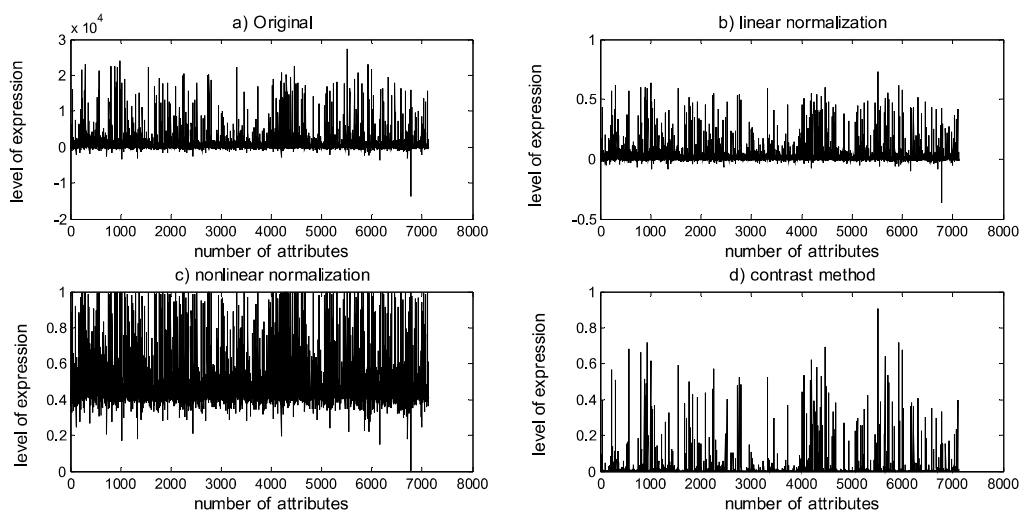 a) Original
x 10⁴
3
2
1
0
-1
-2
level of expression
0 1000 2000 3000 4000 5000 6000 7000 8000
number of attributes
b) linear normalization
1
0.5
0
-0.5
level of expression
0 1000 2000 3000 4000 5000 6000 7000 8000
number of attributes
c) nonlinear normalization
1
0.8
0.6
0.4
0.2
0
level of expression
0 1000 2000 3000 4000 5000 6000 7000 8000
number of attributes
d) contrast method
1
0.8
0.6
0.4
0.2
0
level of expression
0 1000 2000 3000 4000 5000 6000 7000 8000
number of attributes